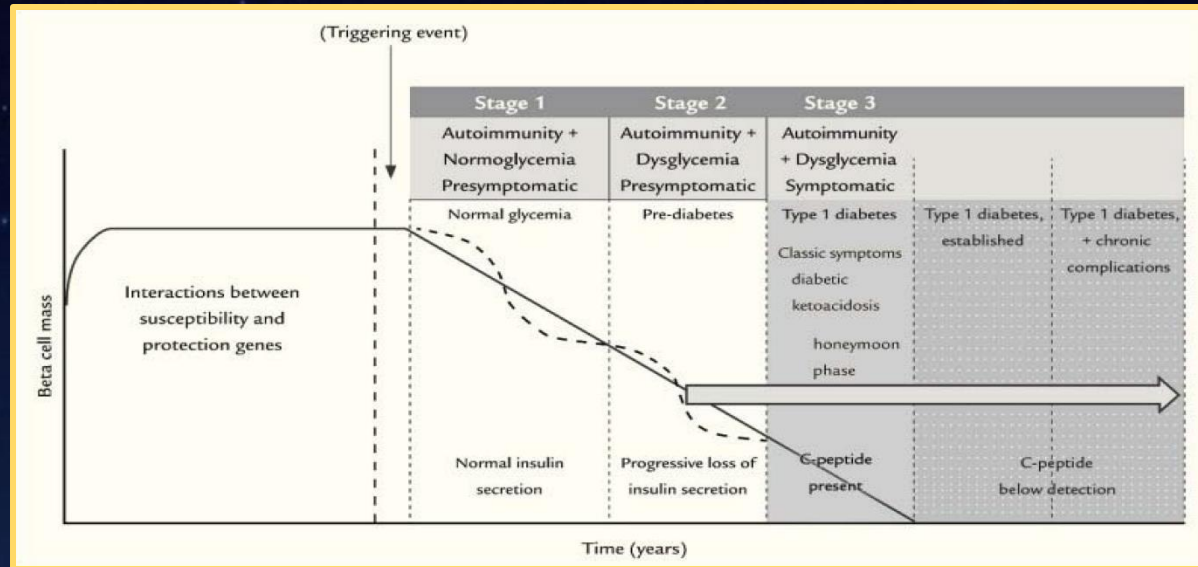 (Triggering event)
Stage 1
Stage 2
Stage 3
Autoimmunity +
Normoglycemia
Presymptomatic
Autoimmunity +
Dysglycemia
Presymptomatic
Autoimmunity
+ Dysglycemia
Symptomatic
Normal glycemia
Pre-diabetes
Type 1 diabetes
Classic symptoms
diabetic
ketoacidosis
honeymoon
phase
Type 1 diabetes,
established
Type 1 diabetes,
+ chronic
complications
Beta cell mass
Interactions between
susceptibility and
protection genes
Normal insulin
secretion
Progressive loss of
insulin secretion
C-peptide
present
C-peptide
below detection
Time (years)